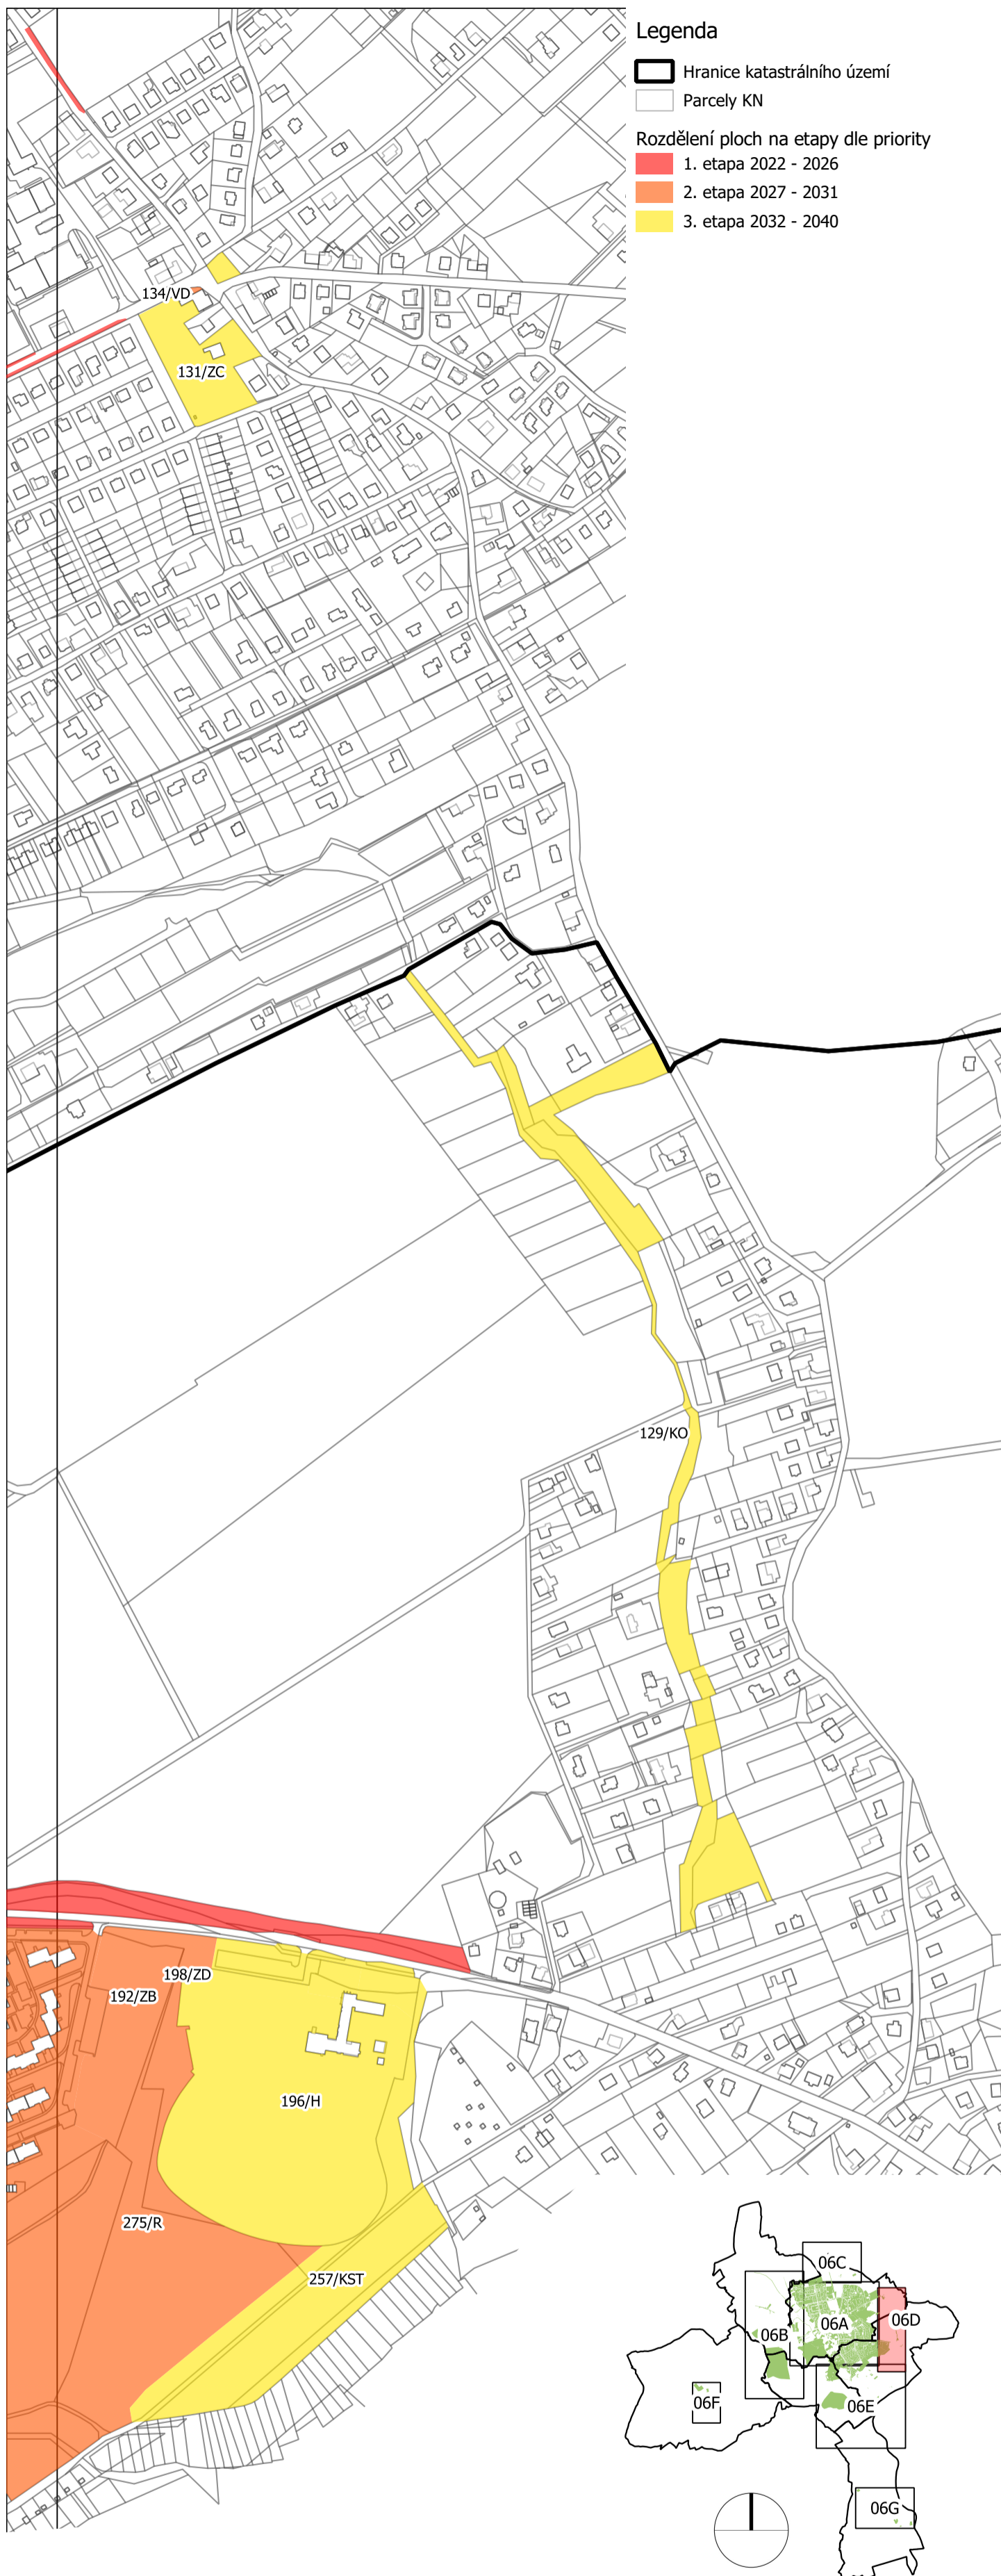 Legenda
Hranice katastrálního území
Parcely KN
Rozdělení ploch na etapy dle priority
1. etapa 2022 - 2026
2. etapa 2027 - 2031
3. etapa 2032 - 2040
134/VD
131/ZC
129/KO
198/ZD
192/ZB
196/H
275/R
257/KST
06C
06D
06A
06B
06F
06E
06G